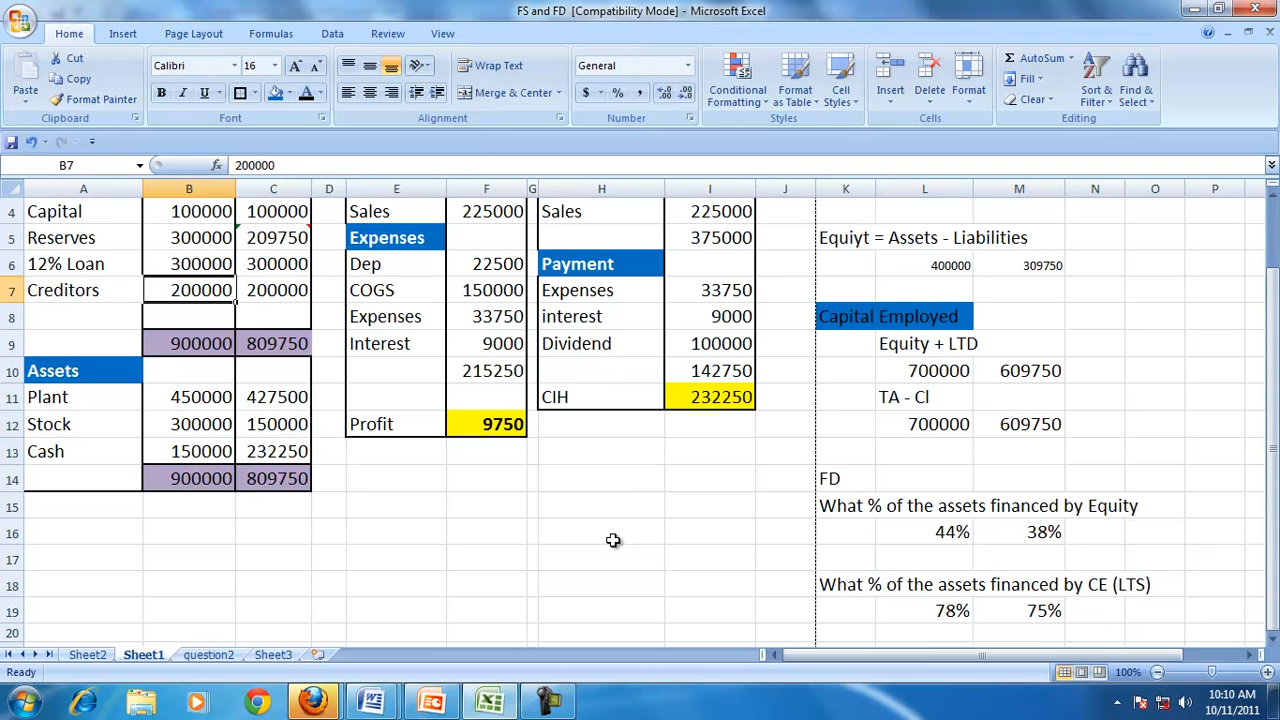 FS and FD [Compatibility Mode] - Microsoft Excel
Home Insert Page Layout Formulas Data Review View
Paste
Cut
Copy
Format Painter
Clipboard
Calibri 16
B I U
Font
Wrap Text
Merge & Center
Alignment
General
$ % ,
Number
Conditional Formatting
Format as Table
Cell Styles
Styles
Insert
Delete
Format
Cells
AutoSum
Fill
Clear
Sort & Filter
Find & Select
Editing
B7 fx 200000
A B C D E F G H I J K L M N O P
4 Capital 100000 100000 Sales 225000 Sales 225000
5 Reserves 300000 209750 Expenses 375000 Equiyt = Assets - Liabilities
6 12% Loan 300000 300000 Dep 22500 Payment 400000 309750
7 Creditors 200000 200000 COGS 150000 Expenses 33750
8 Expenses 33750 interest 9000 Capital Employed
9 900000 809750 Interest 9000 Dividend 100000 Equity + LTD
10 Assets 215250 142750 700000 609750
11 Plant 450000 427500 CIH 232250 TA - Cl
12 Stock 300000 150000 Profit 9750 700000 609750
13 Cash 150000 232250
14 900000 809750 FD
15 What % of the assets financed by Equity
16 44% 38%
17
18 What % of the assets financed by CE (LTS)
19 78% 75%
20
Sheet2 Sheet1 question2 Sheet3
Ready 100%
10:10 AM
10/11/2011